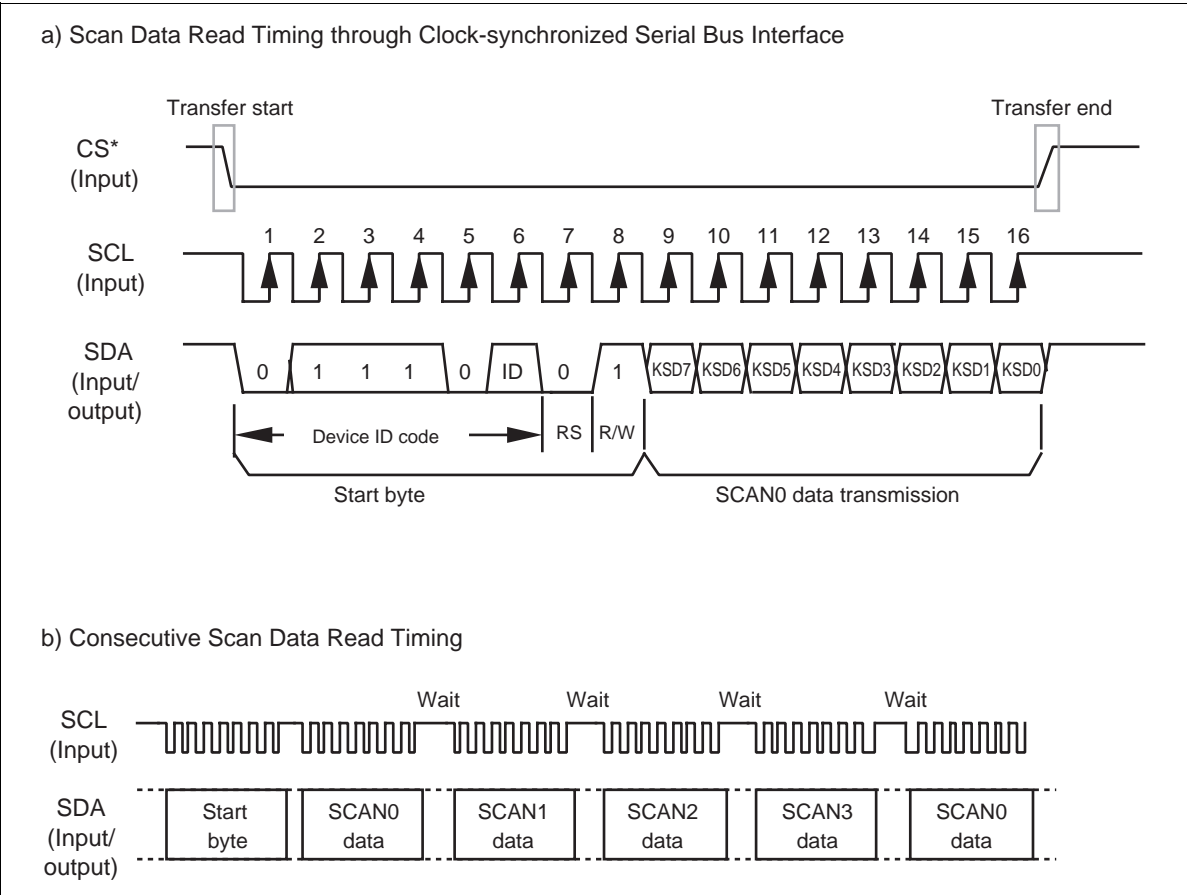 a) Scan Data Read Timing through Clock-synchronized Serial Bus Interface
Transfer start
Transfer end
CS*
(Input)
1 2 3 4 5 6 7 8 9 10 11 12 13 14 15 16
SCL
(Input)
SDA
(Input/
output)
0 1 1 1 0 ID 0 1 KSD7 KSD6 KSD5 KSD4 KSD3 KSD2 KSD1 KSD0
Device ID code RS R/W
Start byte SCAN0 data transmission
b) Consecutive Scan Data Read Timing
Wait Wait Wait Wait
SCL
(Input)
SDA
(Input/
output)
Start
byte
SCAN0
data
SCAN1
data
SCAN2
data
SCAN3
data
SCAN0
data